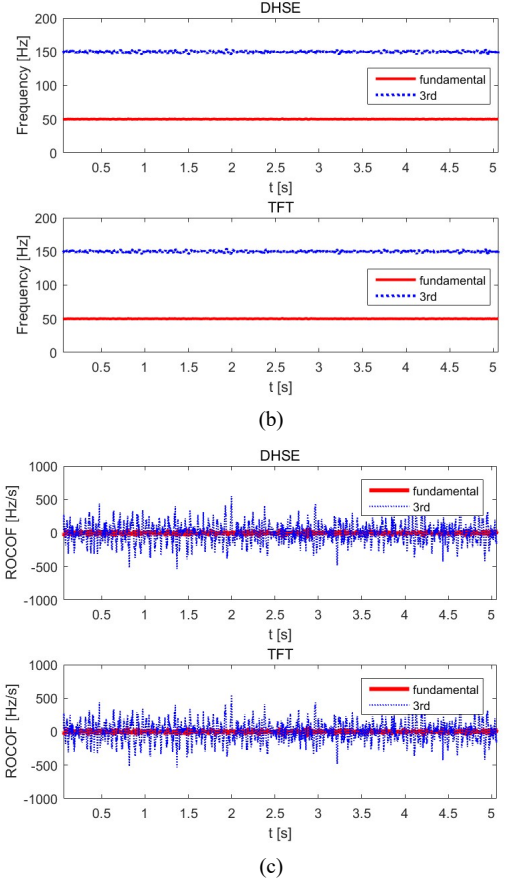 DHSE
200
150
100
50
0
Frequency [Hz]
fundamental
3rd
0.5 1 1.5 2 2.5 3 3.5 4 4.5 5
t [s]
TFT
200
150
100
50
0
Frequency [Hz]
fundamental
3rd
0.5 1 1.5 2 2.5 3 3.5 4 4.5 5
t [s]
(b)
DHSE
1000
500
0
-500
-1000
ROCOF [Hz/s]
fundamental
3rd
0.5 1 1.5 2 2.5 3 3.5 4 4.5 5
t [s]
TFT
1000
500
0
-500
-1000
ROCOF [Hz/s]
fundamental
3rd
0.5 1 1.5 2 2.5 3 3.5 4 4.5 5
t [s]
(c)